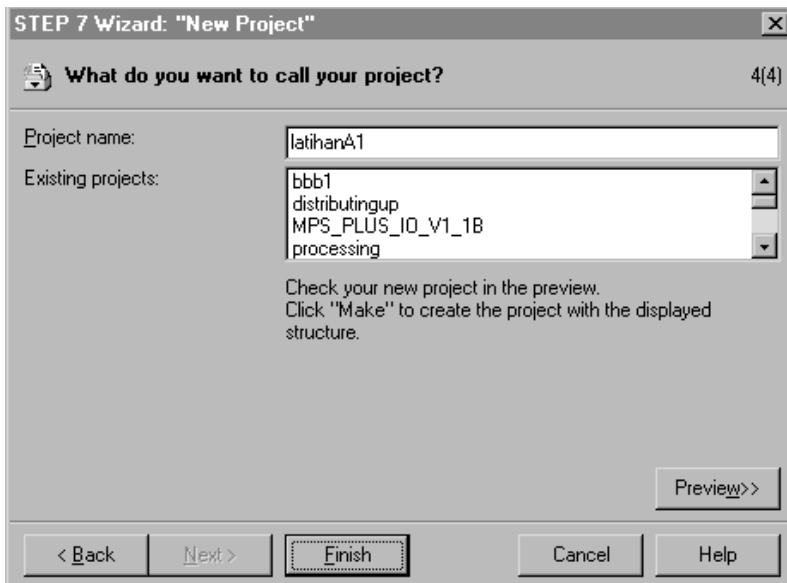 STEP 7 Wizard: "New Project"
What do you want to call your project?
4(4)
Project name:
latihanA1
Existing projects:
bbb1
distributingup
MPS_PLUS_IO_V1_1B
processing
Check your new project in the preview.
Click "Make" to create the project with the displayed
structure.
Preview>>
< Back
Next >
Finish
Cancel
Help